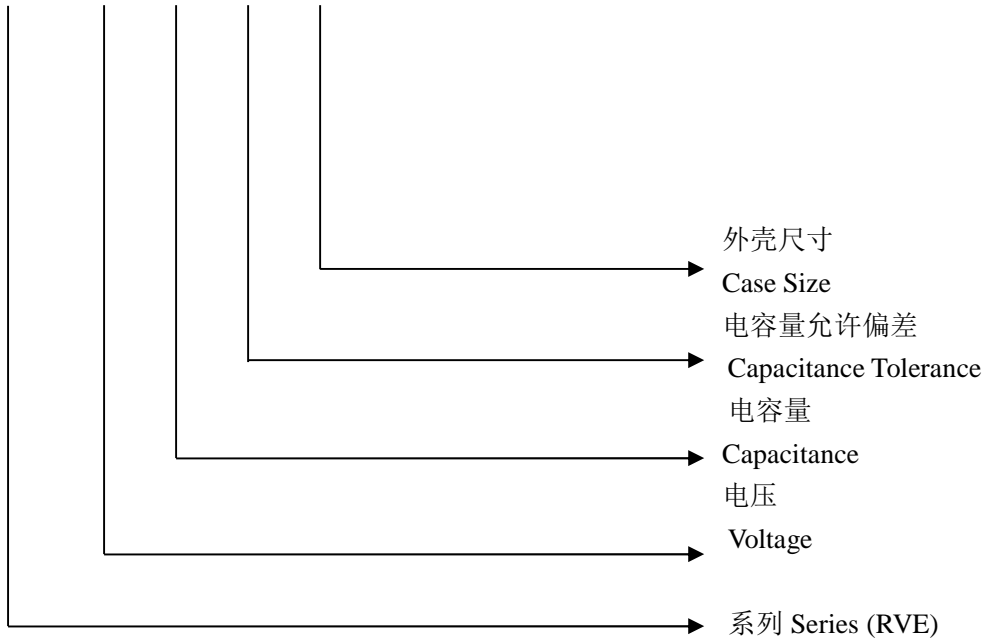 外壳尺寸
Case Size
电容量允许偏差
Capacitance Tolerance
电容量
Capacitance
电压
Voltage
系列 Series (RVE)